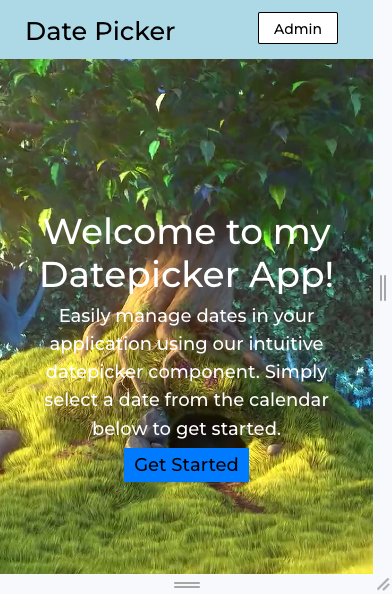 Date Picker
Admin
Welcome to my
Datepicker App!
Easily manage dates in your
application using our intuitive
datepicker component. Simply
select a date from the calendar
below to get started.
Get Started